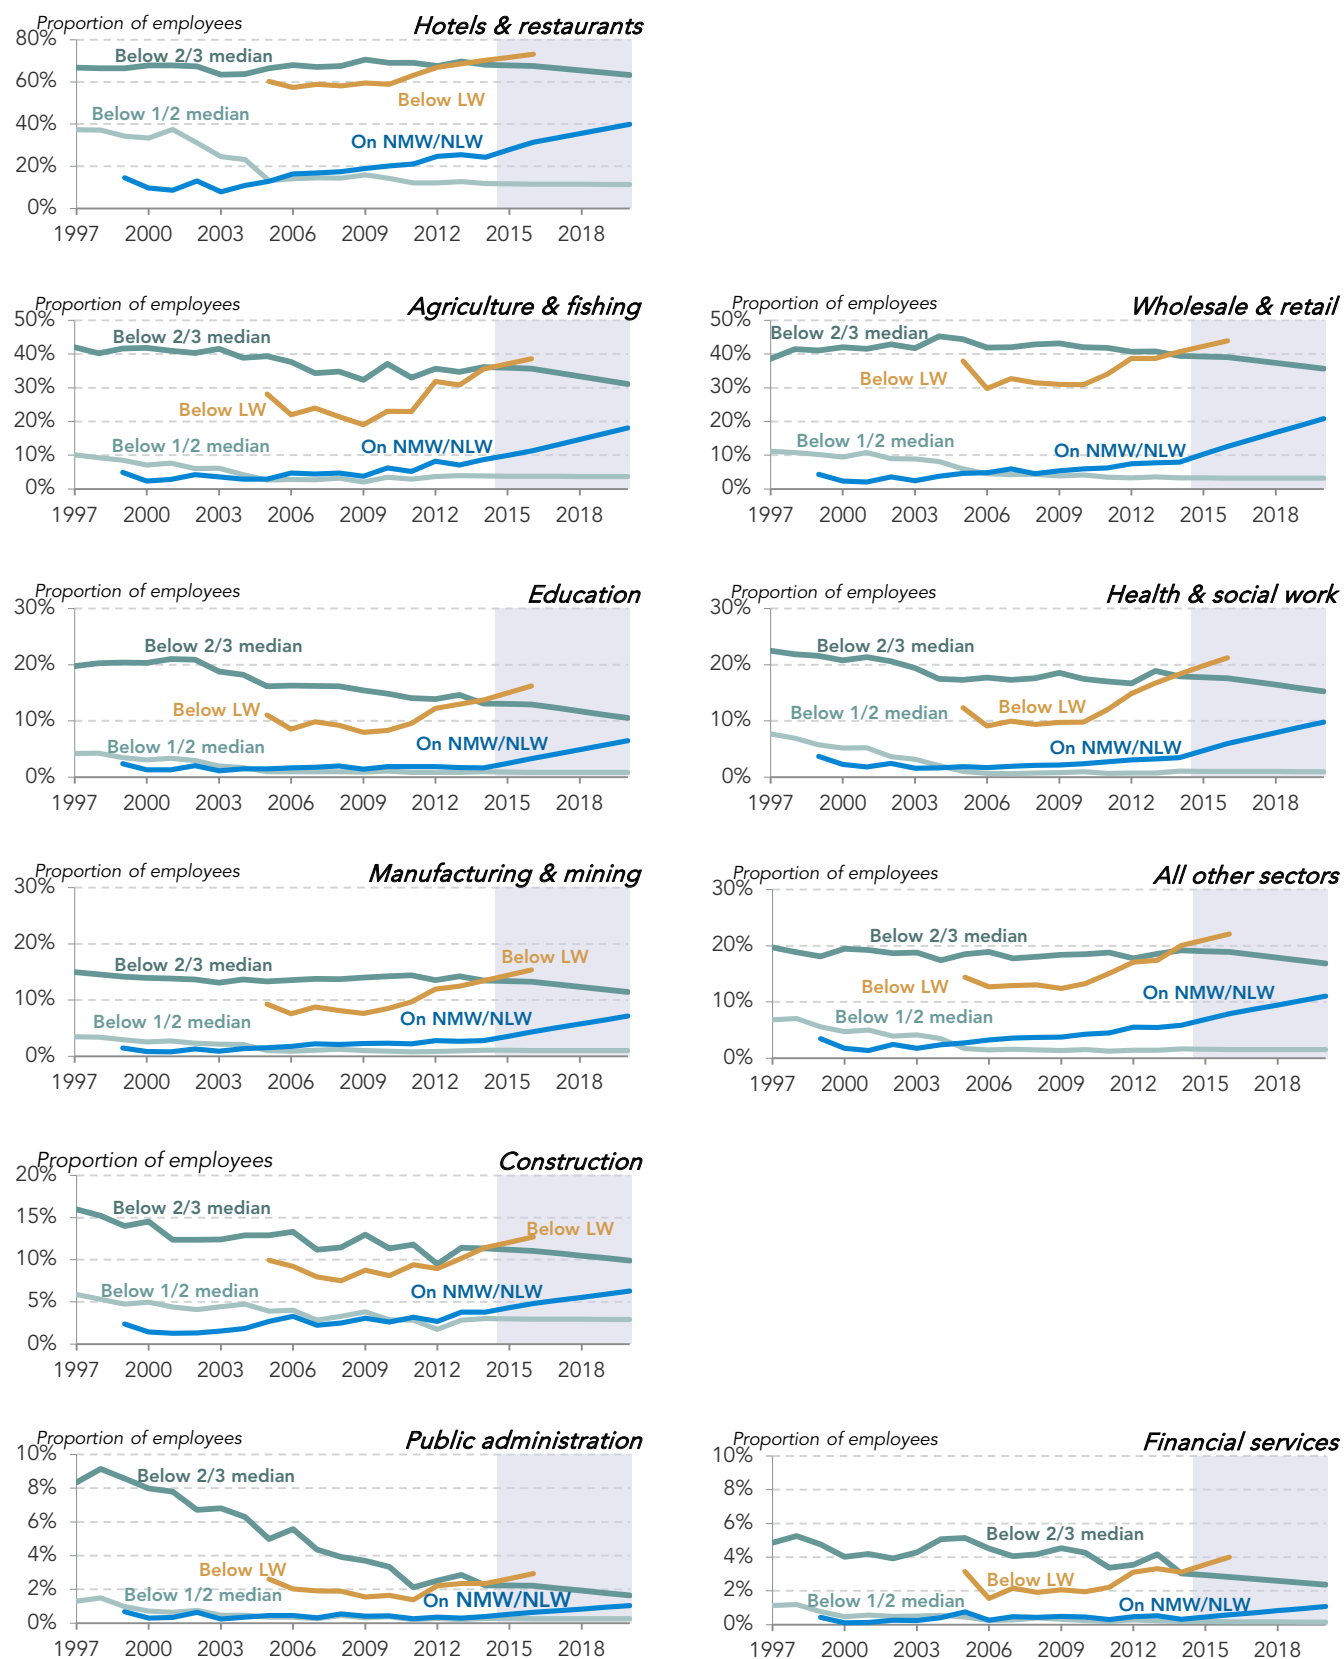 Proportion of employees
Hotels & restaurants
80%
Below 2/3 median
60%
Below LW
Below 1/2 median
40%
On NMW/NLW
20%
0%
1997 2000 2003 2006 2009 2012 2015 2018
Proportion of employees
Agriculture & fishing
50%
Below 2/3 median
40%
30%
Below LW
20%
Below 1/2 median
On NMW/NLW
10%
0%
1997 2000 2003 2006 2009 2012 2015 2018
Proportion of employees
Wholesale & retail
50%
Below 2/3 median
40%
Below LW
30%
20%
Below 1/2 median
On NMW/NLW
10%
0%
1997 2000 2003 2006 2009 2012 2015 2018
Proportion of employees
Education
30%
Below 2/3 median
20%
Below LW
10%
Below 1/2 median
On NMW/NLW
0%
1997 2000 2003 2006 2009 2012 2015 2018
Proportion of employees
Health & social work
30%
Below 2/3 median
20%
Below LW
Below 1/2 median
10%
On NMW/NLW
0%
1997 2000 2003 2006 2009 2012 2015 2018
Proportion of employees
Manufacturing & mining
30%
20%
Below LW
Below 2/3 median
10%
Below 1/2 median
On NMW/NLW
0%
1997 2000 2003 2006 2009 2012 2015 2018
Proportion of employees
All other sectors
30%
Below 2/3 median
20%
Below LW
On NMW/NLW
10%
Below 1/2 median
0%
1997 2000 2003 2006 2009 2012 2015 2018
Proportion of employees
Construction
20%
Below 2/3 median
15%
Below LW
10%
Below 1/2 median
On NMW/NLW
5%
0%
1997 2000 2003 2006 2009 2012 2015 2018
Proportion of employees
Public administration
10%
Below 2/3 median
8%
6%
4%
Below LW
2%
Below 1/2 median
On NMW/NLW
0%
1997 2000 2003 2006 2009 2012 2015 2018
Proportion of employees
Financial services
10%
8%
6%
Below 2/3 median
4%
Below LW
2%
Below 1/2 median
On NMW/NLW
0%
1997 2000 2003 2006 2009 2012 2015 2018